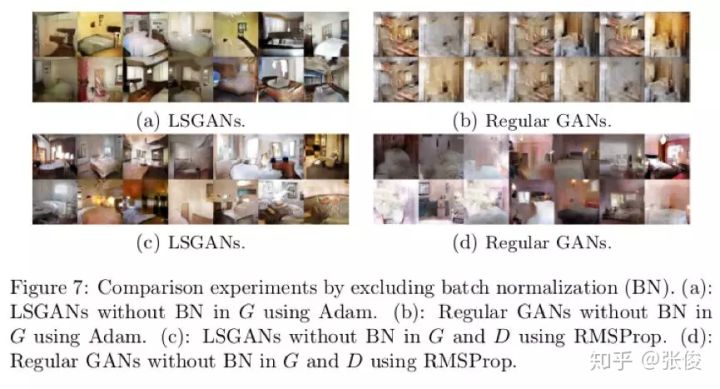 (a) LSGANs.
(b) Regular GANs.
(c) LSGANs.
(d) Regular GANs.
Figure 7: Comparison experiments by excluding batch normalization (BN). (a):
LSGANs without BN in G using Adam. (b): Regular GANs without BN in
G using Adam. (c): LSGANs without BN in G and D using RMSProp. (d):
Regular GANs without BN in G and D using RMSProp.
知乎 @张俊